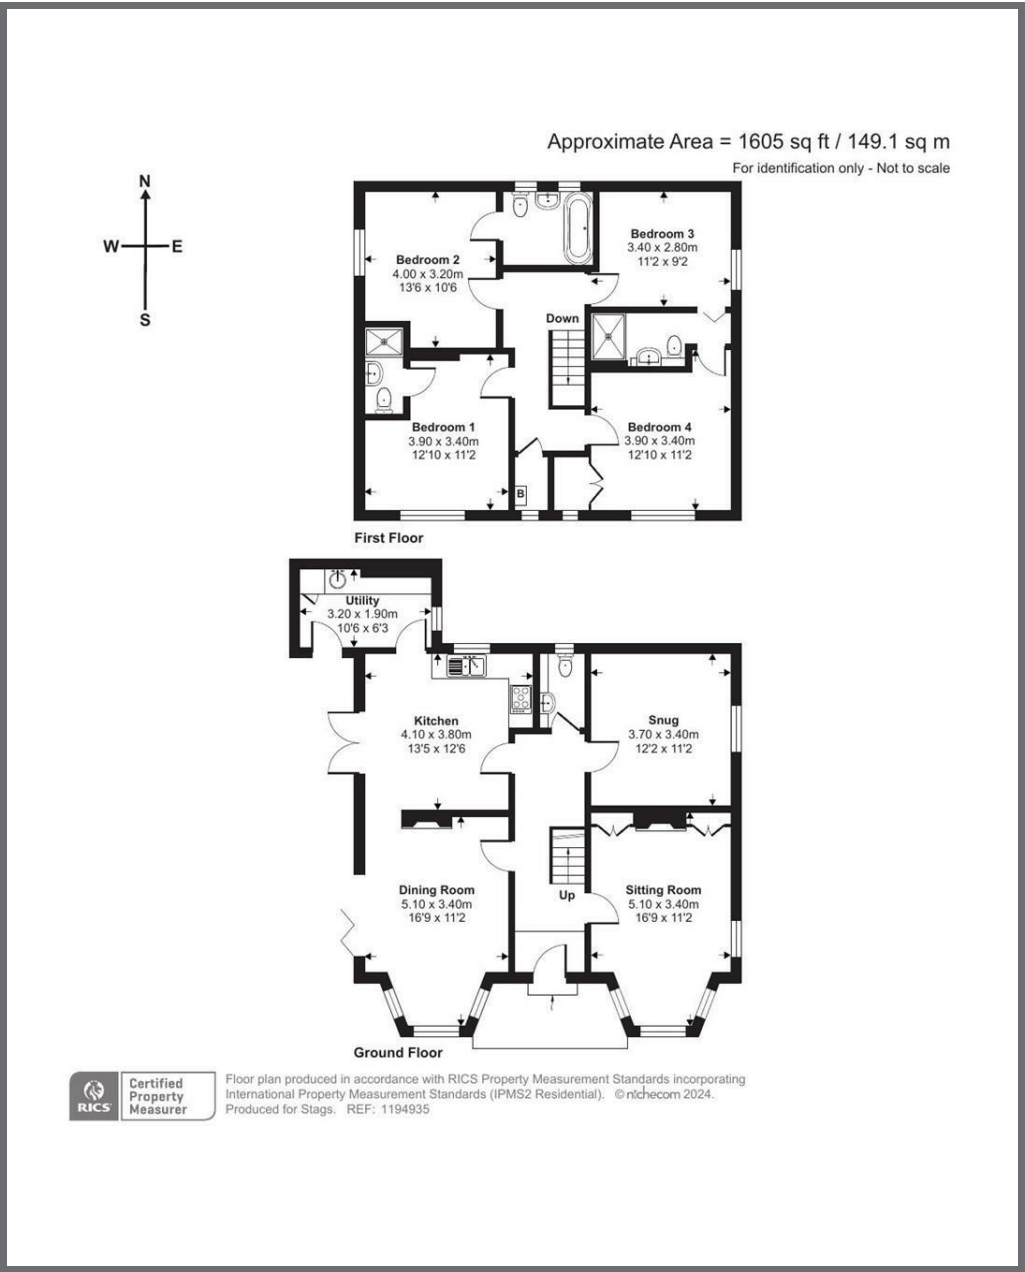 Approximate Area = 1605 sq ft / 149.1 sq m
For identification only - Not to scale
N
W E
S
Bedroom 2
4.00 x 3.20m
13'6 x 10'6
Bedroom 3
3.40 x 2.80m
11'2 x 9'2
Down
Bedroom 1
3.90 x 3.40m
12'10 x 11'2
Bedroom 4
3.90 x 3.40m
12'10 x 11'2
B
First Floor
Utility
3.20 x 1.90m
10'6 x 6'3
Kitchen
4.10 x 3.80m
13'5 x 12'6
Snug
3.70 x 3.40m
12'2 x 11'2
Dining Room
5.10 x 3.40m
16'9 x 11'2
Up
Sitting Room
5.10 x 3.40m
16'9 x 11'2
Ground Floor
RICS
Certified
Property
Measurer
Floor plan produced in accordance with RICS Property Measurement Standards incorporating
International Property Measurement Standards (IPMS2 Residential). © nichecom 2024.
Produced for Stags. REF: 1194935